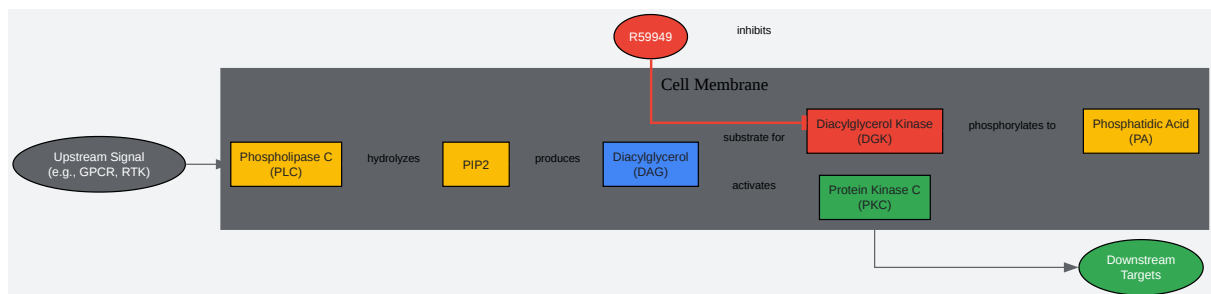 R59949
inhibits
Cell Membrane
Upstream Signal
(e.g., GPCR, RTK)
Phospholipase C
(PLC)
hydrolyzes
PIP2
produces
Diacylglycerol
(DAG)
substrate for
activates
Diacylglycerol Kinase
(DGK)
phosphorylates to
Phosphatidic Acid
(PA)
Protein Kinase C
(PKC)
Downstream
Targets